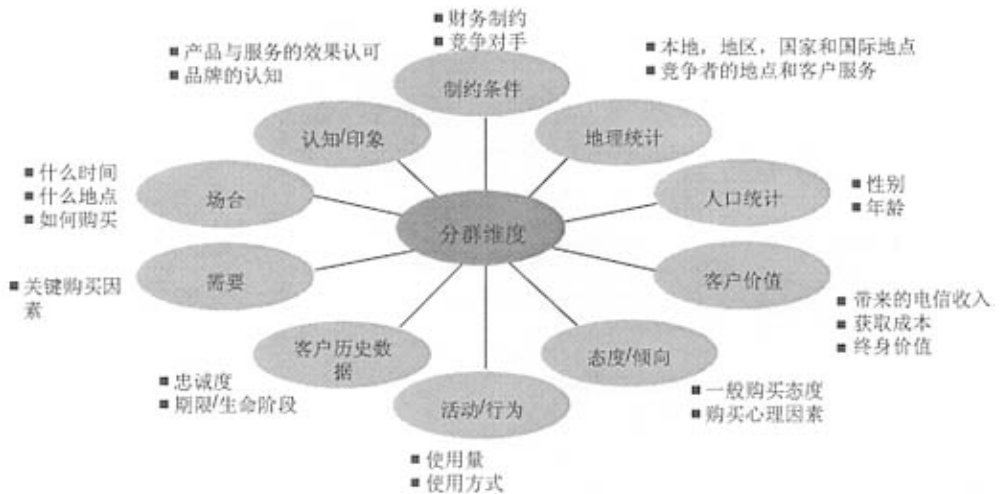 ■ 财务制约
■ 竞争对手
■ 产品与服务的效果认可
■ 品牌的认知
■ 本地，地区，国家和国际地点
■ 竞争者的地点和客户服务
制约条件
认知/印象
地理统计
■ 什么时间
■ 什么地点
■ 如何购买
场合
人口统计
■ 性别
■ 年龄
分群维度
■ 关键购买因
素
需要
客户价值
■ 带来的电信收入
■ 获取成本
■ 终身价值
客户历史数
据
态度/倾向
■ 忠诚度
■ 期限/生命阶段
活动/行为
■ 一般购买态度
■ 购买心理因素
■ 使用量
■ 使用方式